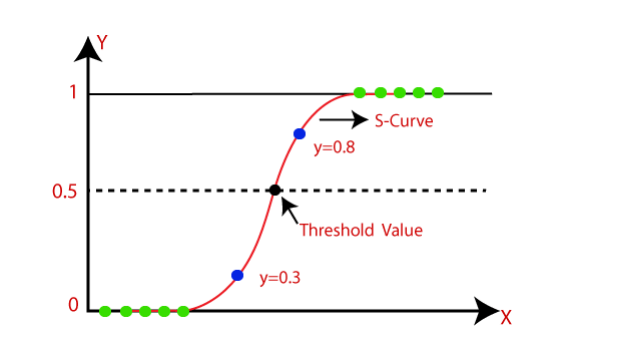 Y
1
S-Curve
y=0.8
0.5
Threshold Value
y=0.3
0
X